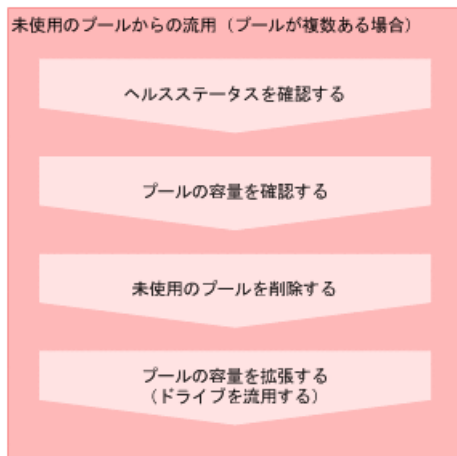 未使用のプールからの流用（プールが複数ある場合）
ヘルスステータスを確認する
プールの容量を確認する
未使用のプールを削除する
プールの容量を拡張する
（ドライブを流用する）